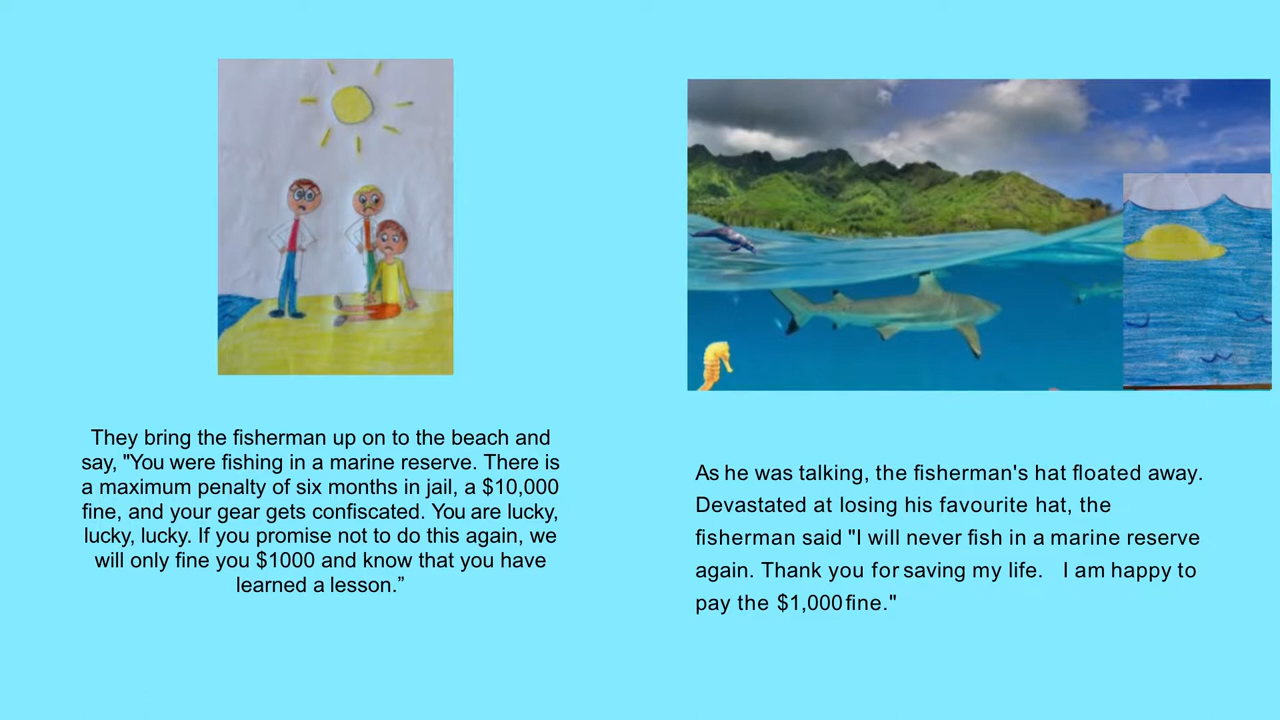 They bring the fisherman up on to the beach and
say, "You were fishing in a marine reserve. There is
a maximum penalty of six months in jail, a $10,000
fine, and your gear gets confiscated. You are lucky,
lucky, lucky. If you promise not to do this again, we
will only fine you $1000 and know that you have
learned a lesson.”
As he was talking, the fisherman's hat floated away.
Devastated at losing his favourite hat, the
fisherman said "I will never fish in a marine reserve
again. Thank you for saving my life. I am happy to
pay the $1,000 fine."